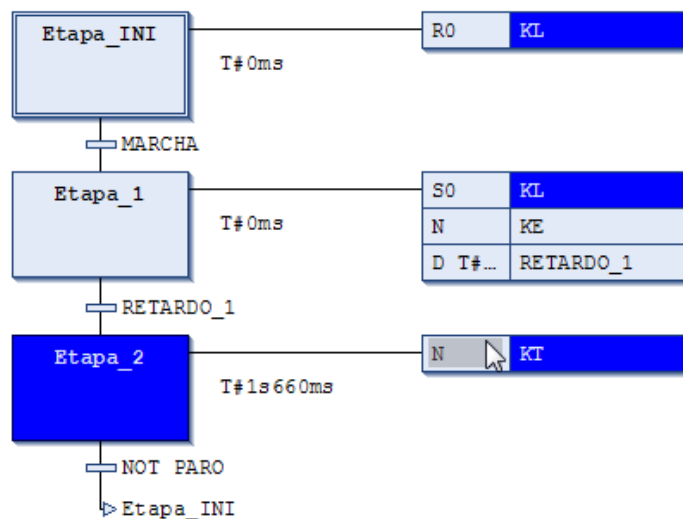 Etapa_INI R0 KL
T#0ms
MARCHA
Etapa_1 S0 KL
T#0ms N KE
D T#... RETARDO_1
RETARDO_1
Etapa_2 N KT
T#1s660ms
NOT PARO
Etapa_INI